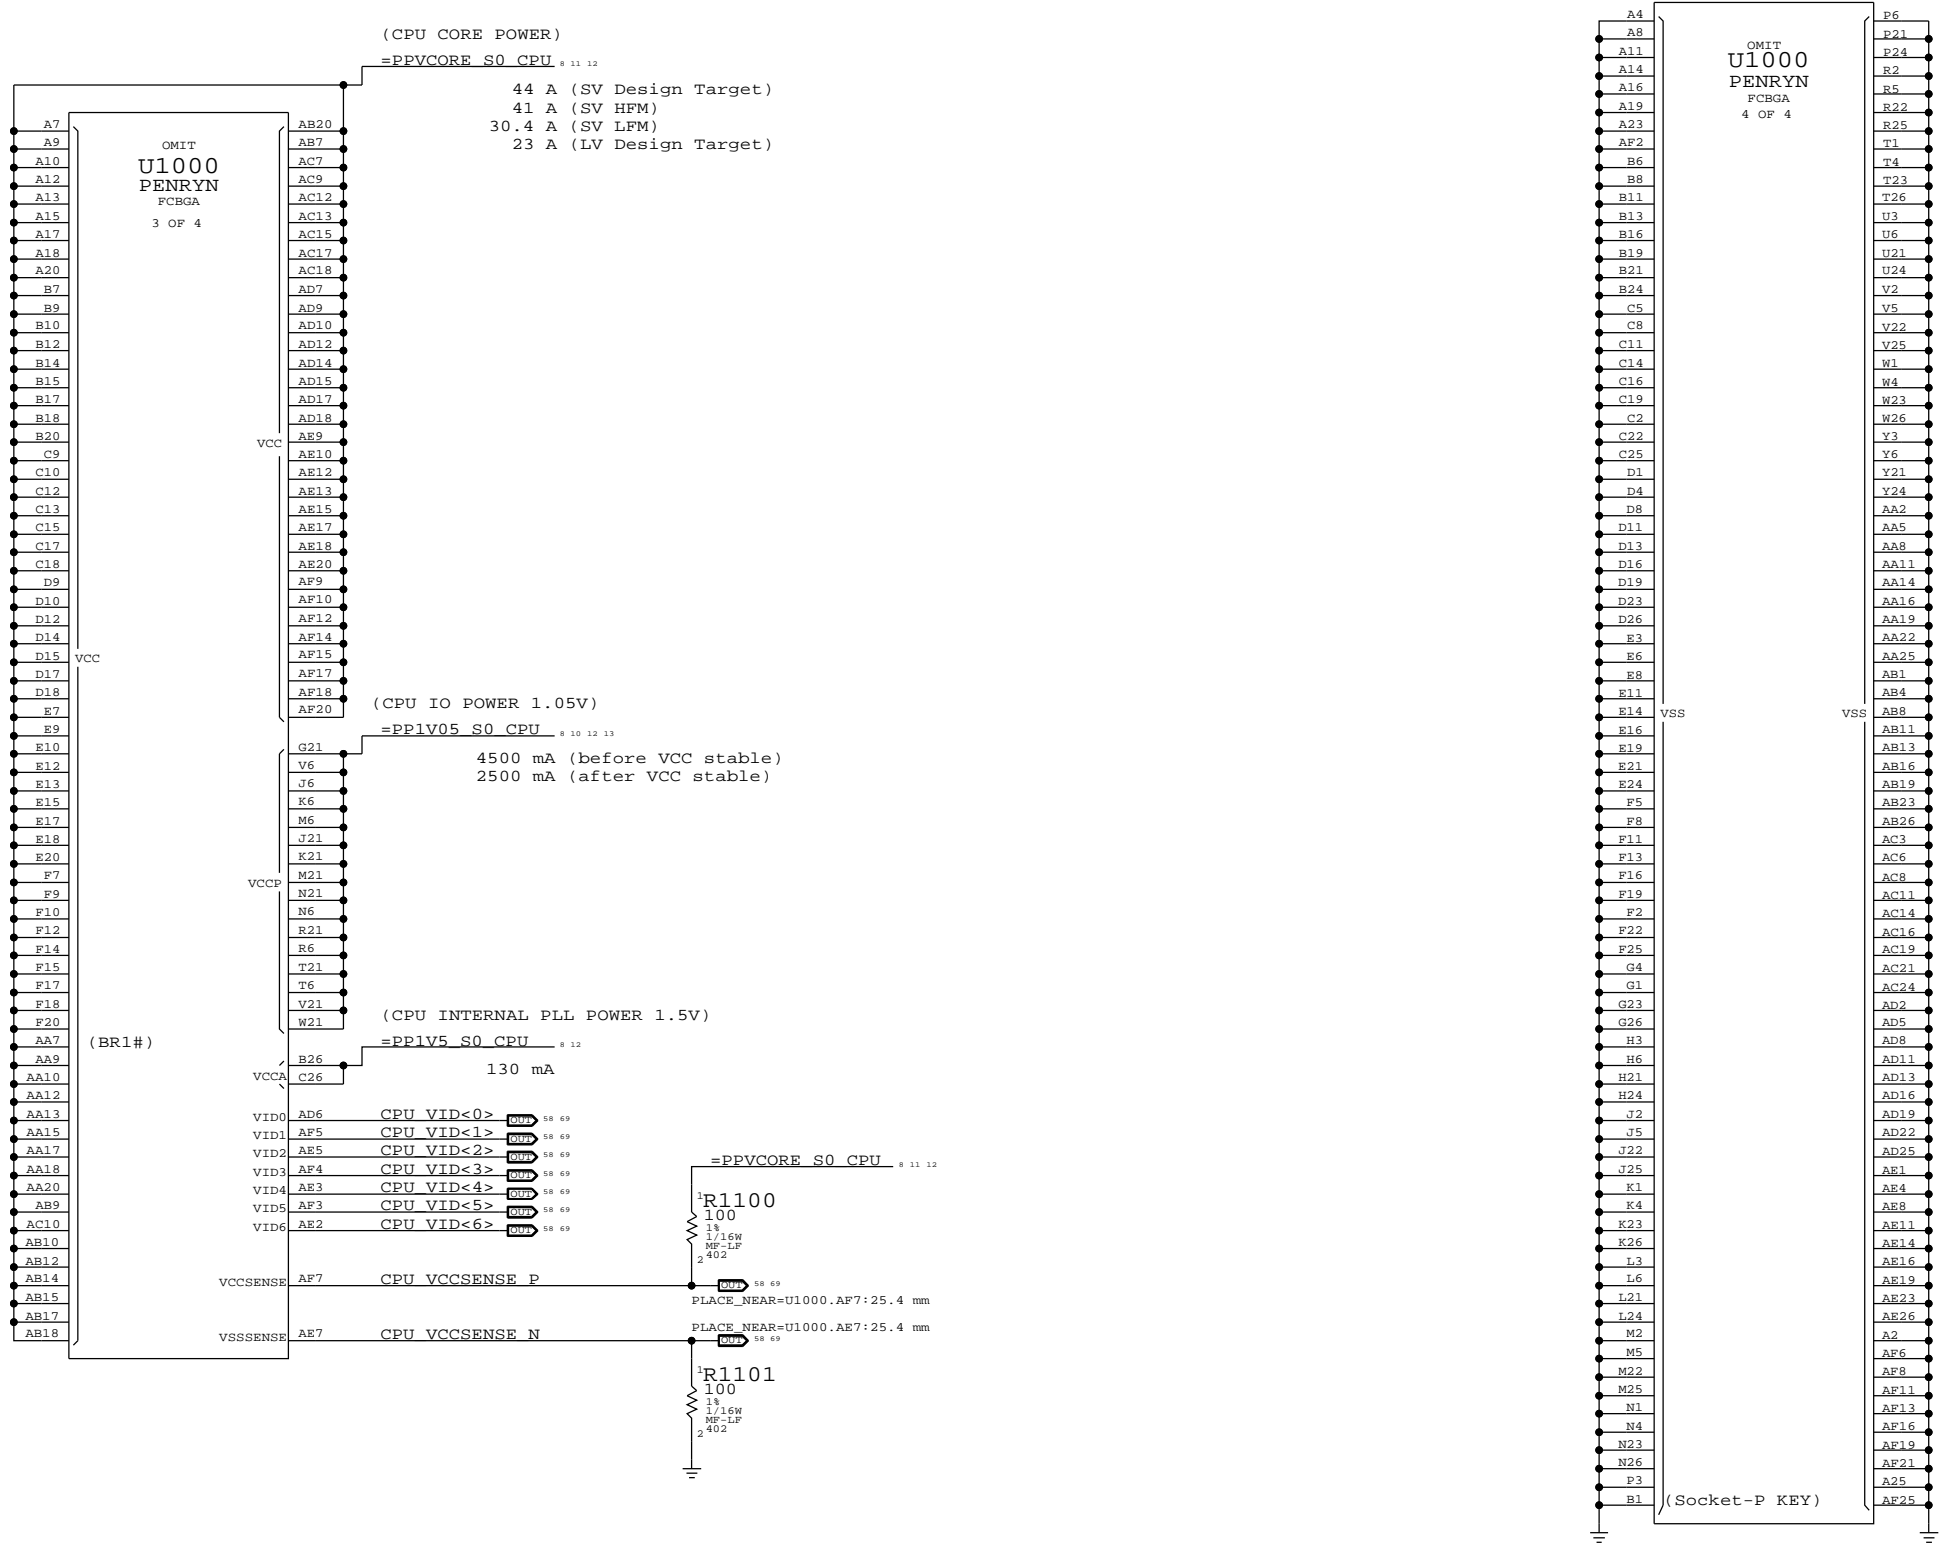 (CPU CORE POWER)
=PPVCORE_S0_CPU 8 11 12
44 A (SV Design Target)
41 A (SV HFM)
30.4 A (SV LFM)
23 A (LV Design Target)
OMIT
U1000
PENRYN
FCBGA
3 OF 4
A7
A9
A10
A12
A13
A15
A17
A18
A20
B7
B9
B10
B12
B14
B15
B17
B18
B20
C9
C10
C12
C13
C15
C17
C18
D9
D10
D12
D14
D15
D17
D18
E7
E9
E10
E12
E13
E15
E17
E18
E20
F7
F9
F10
F12
F14
F15
F17
F18
F20
AA7
AA9
AA10
AA12
AA13
AA15
AA17
AA18
AA20
AB9
AC10
AB10
AB12
AB14
AB15
AB17
AB18
VCC
(BR1#)
VCC
AB20
AB7
AC7
AC9
AC12
AC13
AC15
AC17
AC18
AD7
AD9
AD10
AD12
AD14
AD15
AD17
AD18
AE9
AE10
AE12
AE13
AE15
AE17
AE18
AE20
AF9
AF10
AF12
AF14
AF15
AF17
AF18
AF20
(CPU IO POWER 1.05V)
=PP1V05_S0_CPU 8 10 12 13
4500 mA (before VCC stable)
2500 mA (after VCC stable)
VCCP
G21
V6
J6
K6
M6
J21
K21
M21
N21
N6
R21
R6
T21
T6
V21
W21
(CPU INTERNAL PLL POWER 1.5V)
=PP1V5_S0_CPU 8 12
130 mA
VCCA
B26
C26
VID0 AD6 CPU_VID<0> OUT 58 69
VID1 AF5 CPU_VID<1> OUT 58 69
VID2 AE5 CPU_VID<2> OUT 58 69
VID3 AF4 CPU_VID<3> OUT 58 69
VID4 AE3 CPU_VID<4> OUT 58 69
VID5 AF3 CPU_VID<5> OUT 58 69
VID6 AE2 CPU_VID<6> OUT 58 69
=PPVCORE_S0_CPU 8 11 12
1
R1100
100
1%
1/16W
MF-LF
402
2
VCCSENSE AF7 CPU_VCCSENSE_P OUT 58 69
PLACE_NEAR=U1000.AF7:25.4 mm
PLACE_NEAR=U1000.AE7:25.4 mm
VSSSENSE AE7 CPU_VCCSENSE_N OUT 58 69
1
R1101
100
1%
1/16W
MF-LF
402
2
OMIT
U1000
PENRYN
FCBGA
4 OF 4
A4
A8
A11
A14
A16
A19
A23
AF2
B6
B8
B11
B13
B16
B19
B21
B24
C5
C8
C11
C14
C16
C19
C2
C22
C25
D1
D4
D8
D11
D13
D16
D19
D23
D26
E3
E6
E8
E11
E14
E16
E19
E21
E24
F5
F8
F11
F13
F16
F19
F2
F22
F25
G4
G1
G23
G26
H3
H6
H21
H24
J2
J5
J22
J25
K1
K4
K23
K26
L3
L6
L21
L24
M2
M5
M22
M25
N1
N4
N23
N26
P3
B1
VSS
(Socket-P KEY)
VSS
P6
P21
P24
R2
R5
R22
R25
T1
T4
T23
T26
U3
U6
U21
U24
V2
V5
V22
V25
W1
W4
W23
W26
Y3
Y6
Y21
Y24
AA2
AA5
AA8
AA11
AA14
AA16
AA19
AA22
AA25
AB1
AB4
AB8
AB11
AB13
AB16
AB19
AB23
AB26
AC3
AC6
AC8
AC11
AC14
AC16
AC19
AC21
AC24
AD2
AD5
AD8
AD11
AD13
AD16
AD19
AD22
AD25
AE1
AE4
AE8
AE11
AE14
AE16
AE19
AE23
AE26
A2
AF6
AF8
AF11
AF13
AF16
AF19
AF21
A25
AF25